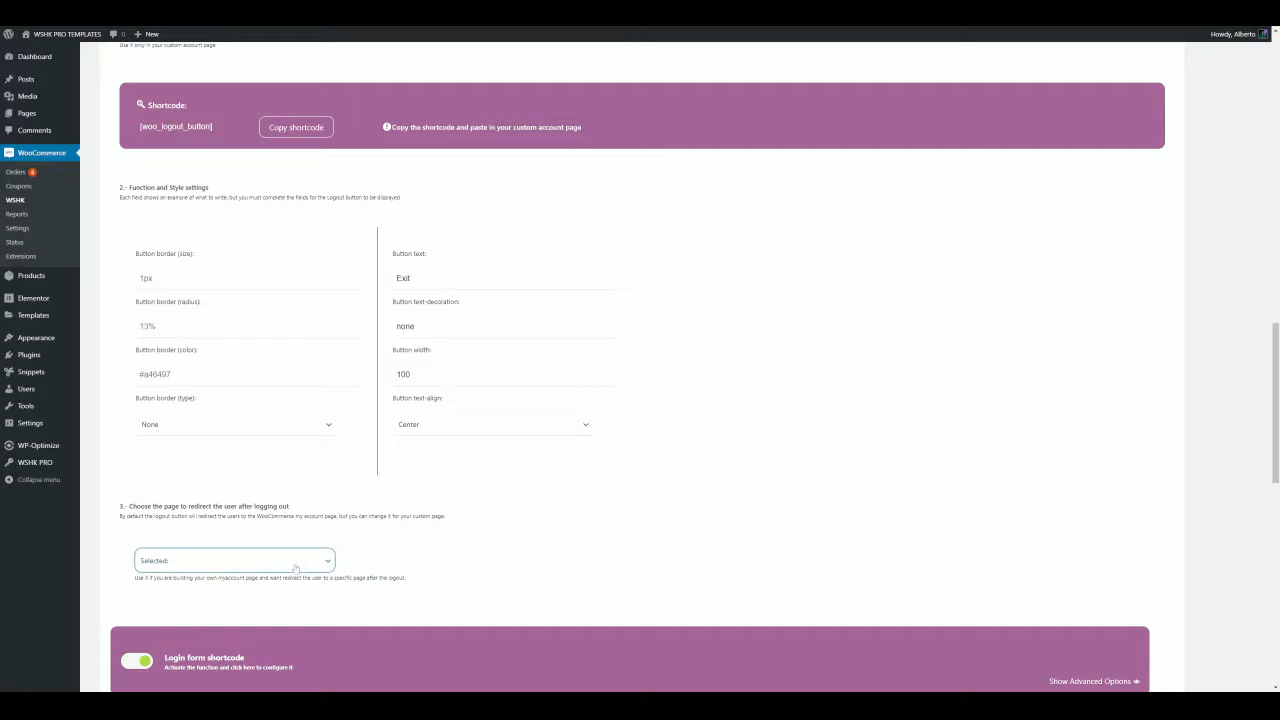 WSHK PRO TEMPLATES
0
New
Howdy, Alberto
Dashboard
Posts
Media
Pages
Comments
WooCommerce
Orders 6
Coupons
WSHK
Reports
Settings
Status
Extensions
Products
Elementor
Templates
Appearance
Plugins
Snippets
Users
Tools
Settings
WP-Optimize
WSHK PRO
Collapse menu
Use it only in your custom account page
Shortcode:
[woo_logout_button]
Copy shortcode
Copy the shortcode and paste in your custom account page
2.- Function and Style settings
Each field shows an example of what to write, but you must complete the fields for the Logout button to be displayed
Button border (size):
1px
Button border (radius):
13%
Button border (color):
#a46497
Button border (type):
None
Button text:
Exit
Button text-decoration:
none
Button width:
100
Button text-align:
Center
3.- Choose the page to redirect the user after logging out
By default the logout button will redirect the users to the WooCommerce my account page, but you can change it for your custom page.
Selected:
Use it if you are building your own myaccount page and want redirect the user to a specific page after the logout.
Login form shortcode
Activate the function and click here to configure it
Show Advanced Options